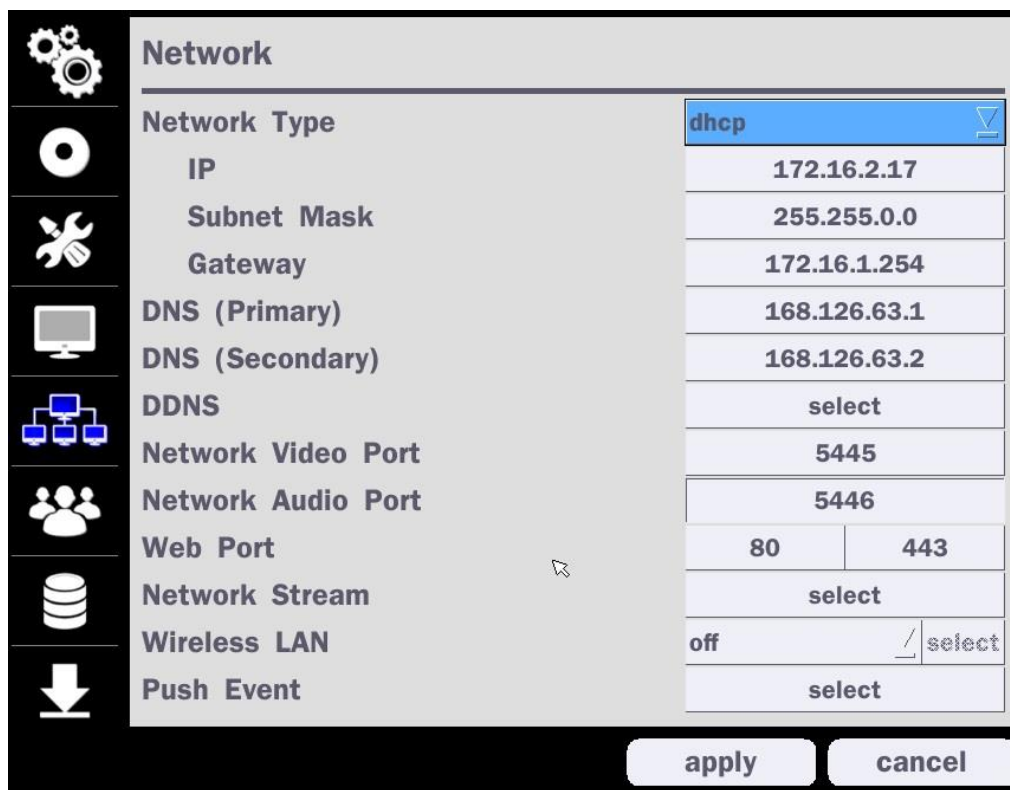 Network
Network Type dhcp
IP 172.16.2.17
Subnet Mask 255.255.0.0
Gateway 172.16.1.254
DNS (Primary) 168.126.63.1
DNS (Secondary) 168.126.63.2
DDNS select
Network Video Port 5445
Network Audio Port 5446
Web Port 80 443
Network Stream select
Wireless LAN off select
Push Event select
apply cancel